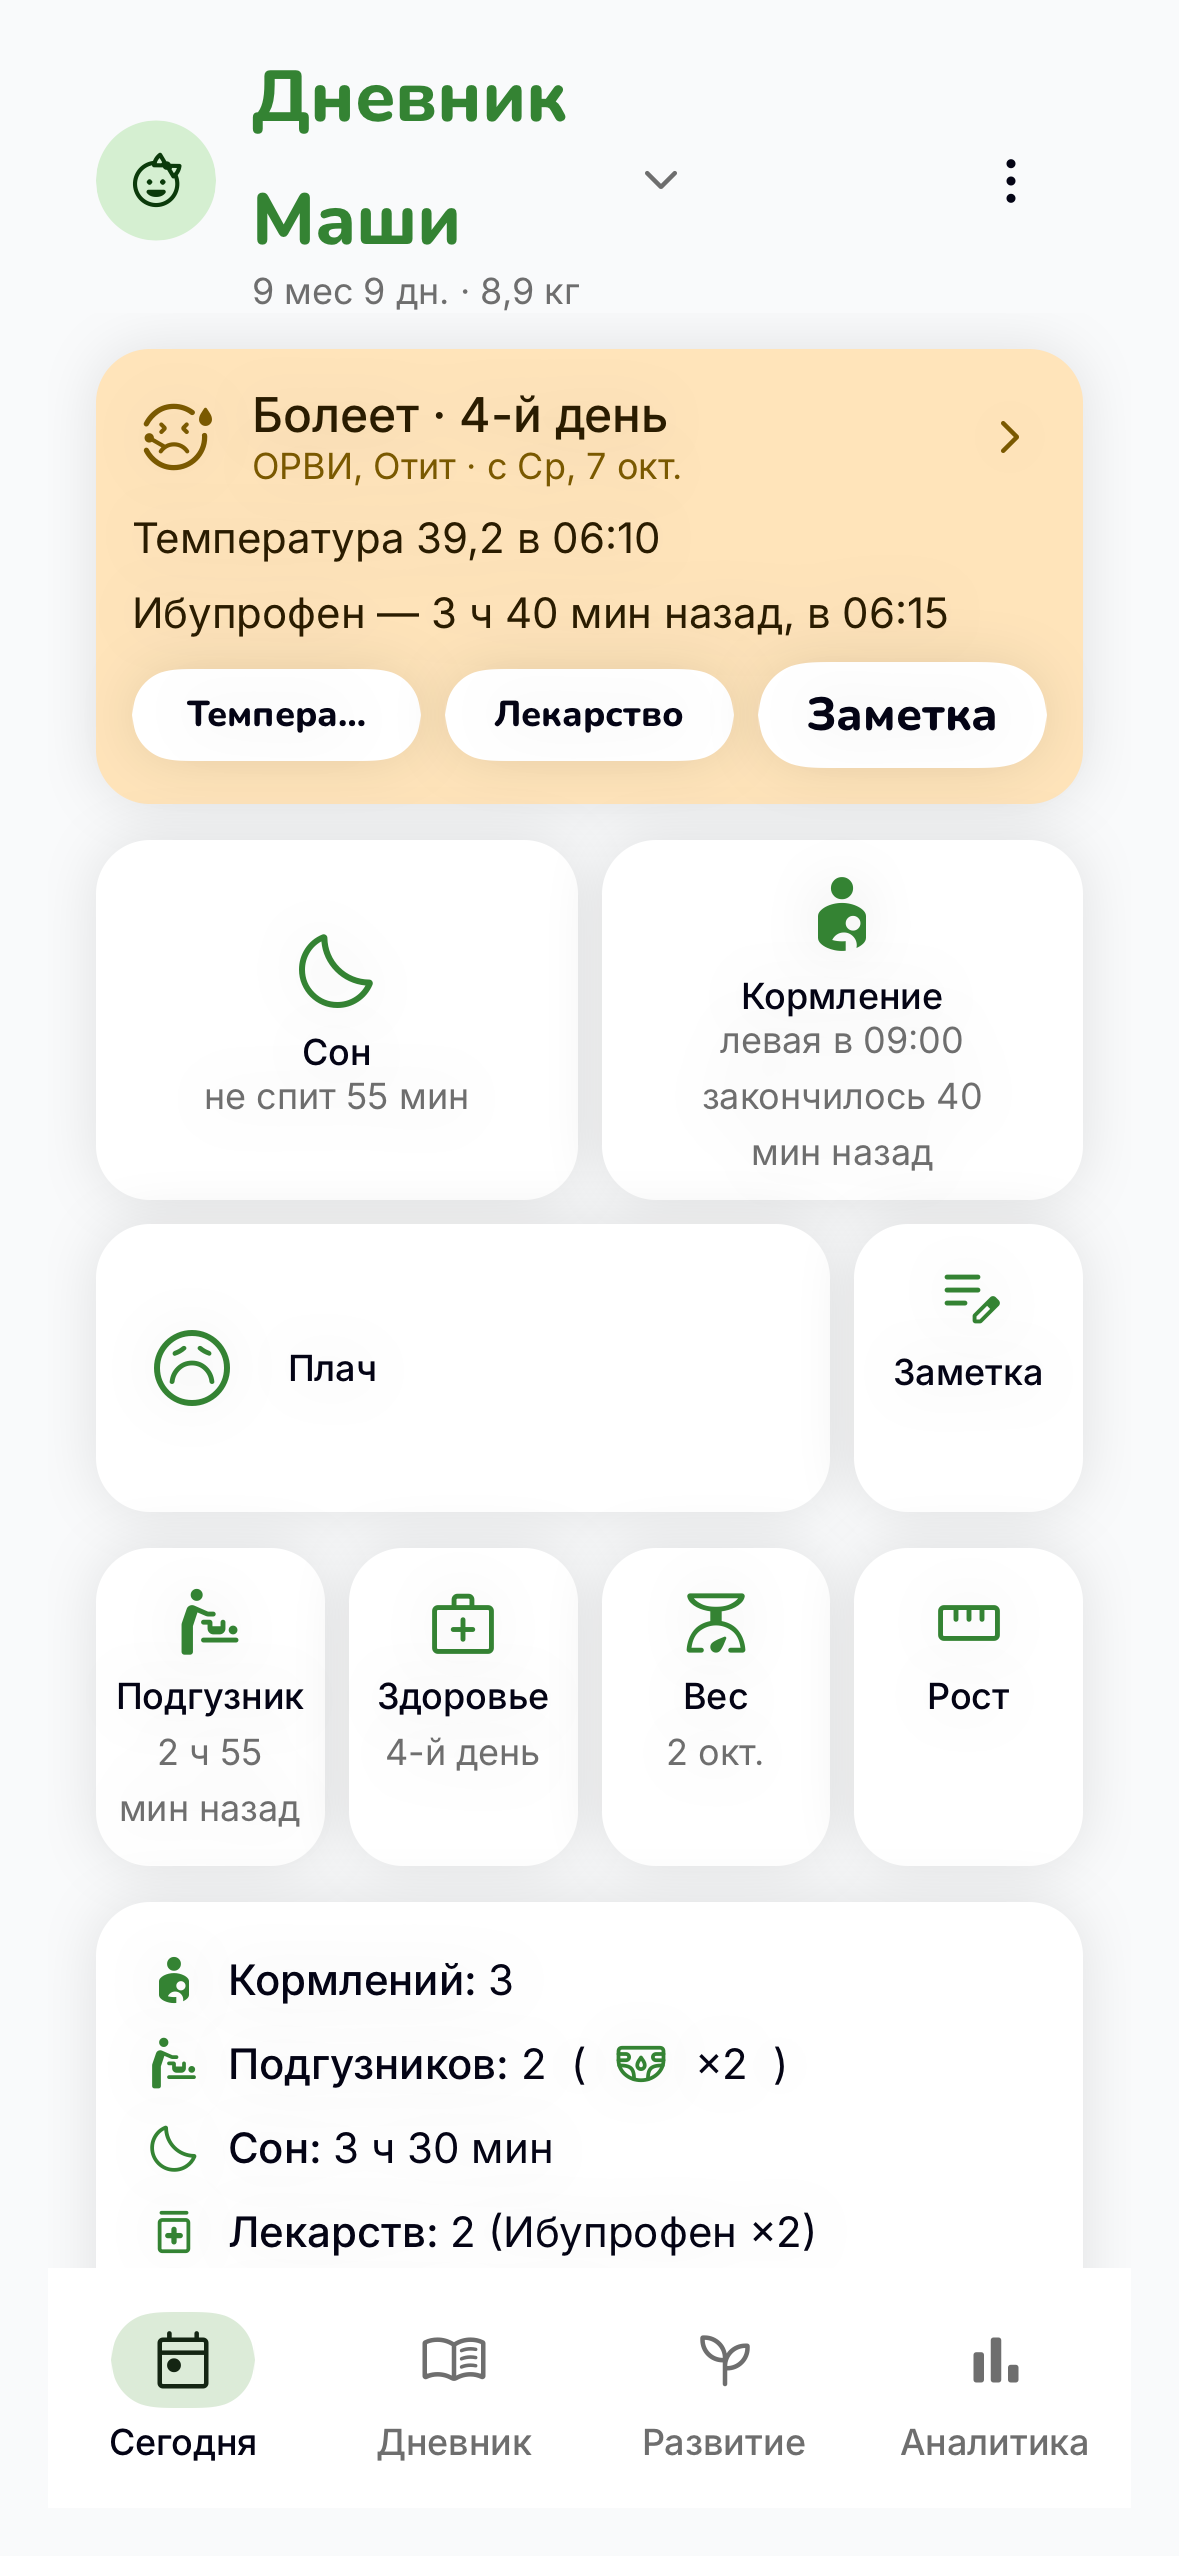 Дневник
Маши
9 мес 9 дн. · 8,9 кг
Болеет · 4-й день
ОРВИ, Отит · с Ср, 7 окт.
Температура 39,2 в 06:10
Ибупрофен — 3 ч 40 мин назад, в 06:15
Темпера...
Лекарство
Заметка
Сон
не спит 55 мин
Кормление
левая в 09:00
закончилось 40
мин назад
Плач
Заметка
Подгузник
2 ч 55
мин назад
Здоровье
4-й день
Вес
2 окт.
Рост
Кормлений: 3
Подгузников: 2 ( ×2 )
Сон: 3 ч 30 мин
Лекарств: 2 (Ибупрофен ×2)
Сегодня
Дневник
Развитие
Аналитика